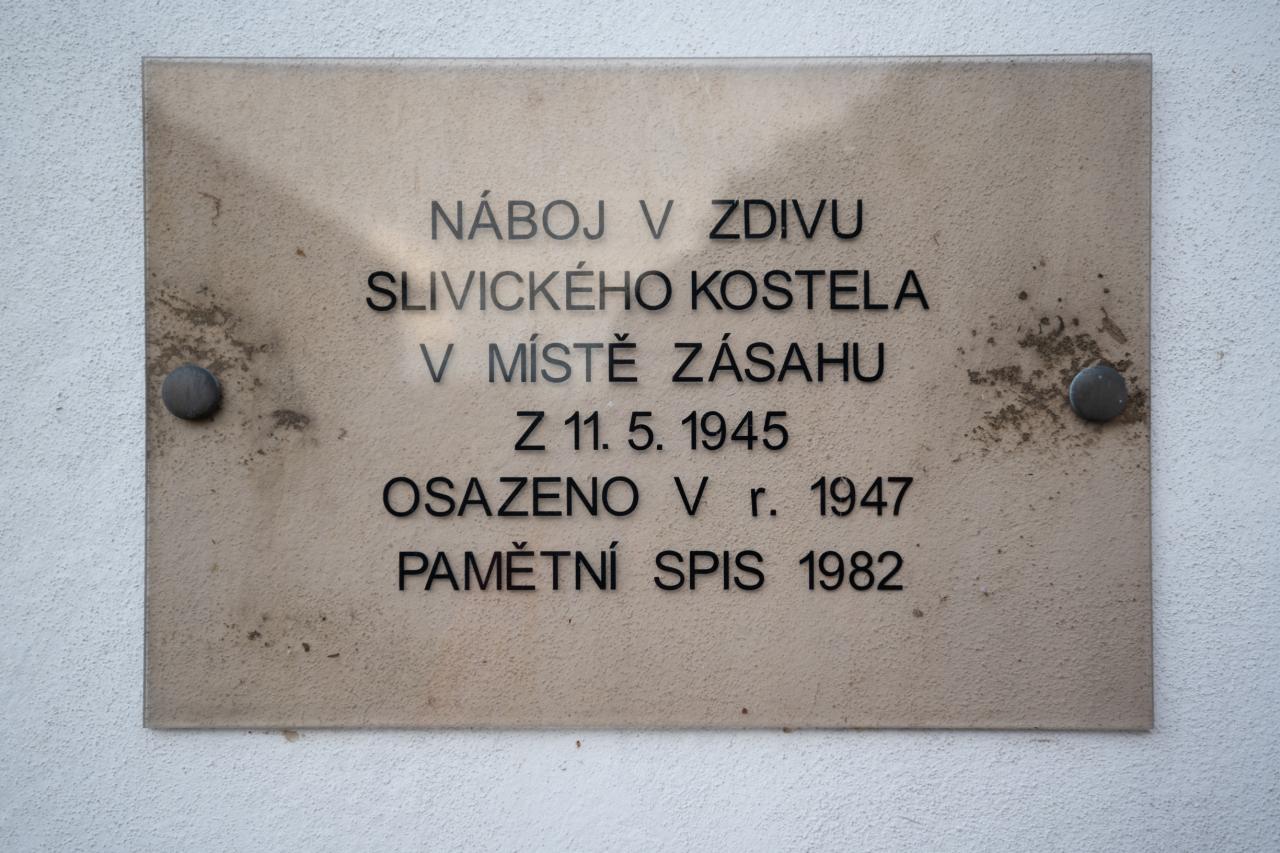 NÁBOJ V ZDIVU
SLIVICKÉHO KOSTELA
V MÍSTĚ ZÁSAHU
Z 11. 5. 1945
OSAZENO V r. 1947
PAMĚTNÍ SPIS 1982